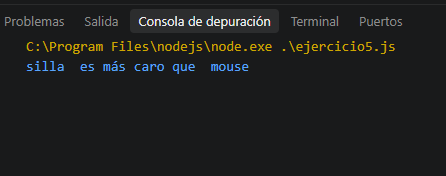 Problemas Salida Consola de depuración Terminal Puertos
C:\Program Files\nodejs\node.exe .\ejercicio5.js
silla  es más caro que  mouse